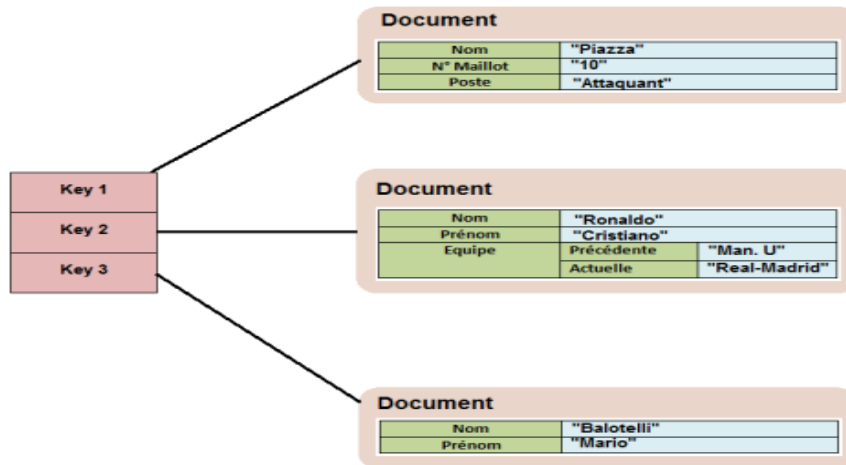 Document
Nom "Piazza"
N° Maillot "10"
Poste "Attaquant"
Key 1
Key 2
Key 3
Document
Nom "Ronaldo"
Prénom "Cristiano"
Equipe Précédente "Man. U"
Actuelle "Real-Madrid"
Document
Nom "Balotelli"
Prénom "Mario"